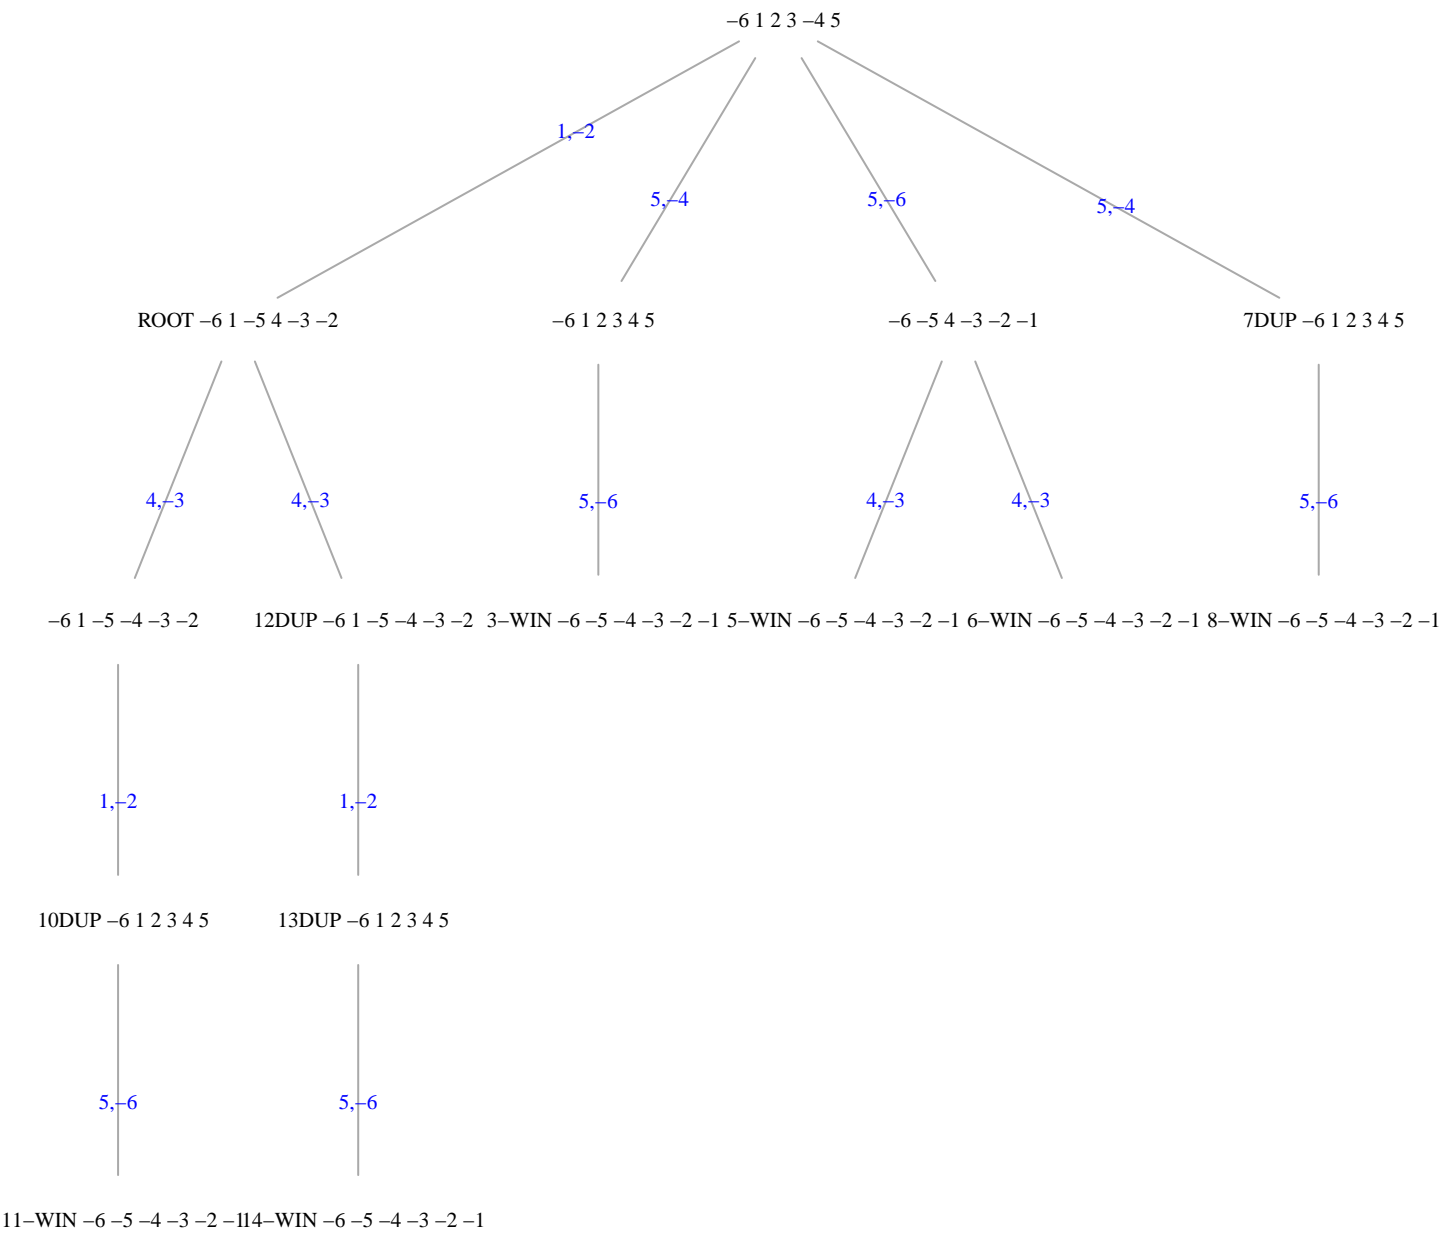 −6 1 2 3 −4 5
1,−2
5,−4
5,−6
5,−4
ROOT −6 1 −5 4 −3 −2
−6 1 2 3 4 5
−6 −5 4 −3 −2 −1
7DUP −6 1 2 3 4 5
4,−3
4,−3
5,−6
4,−3
4,−3
5,−6
−6 1 −5 −4 −3 −2
12DUP −6 1 −5 −4 −3 −2
3−WIN −6 −5 −4 −3 −2 −1
5−WIN −6 −5 −4 −3 −2 −1
6−WIN −6 −5 −4 −3 −2 −1
8−WIN −6 −5 −4 −3 −2 −1
1,−2
1,−2
10DUP −6 1 2 3 4 5
13DUP −6 1 2 3 4 5
5,−6
5,−6
11−WIN −6 −5 −4 −3 −2 −1
14−WIN −6 −5 −4 −3 −2 −1